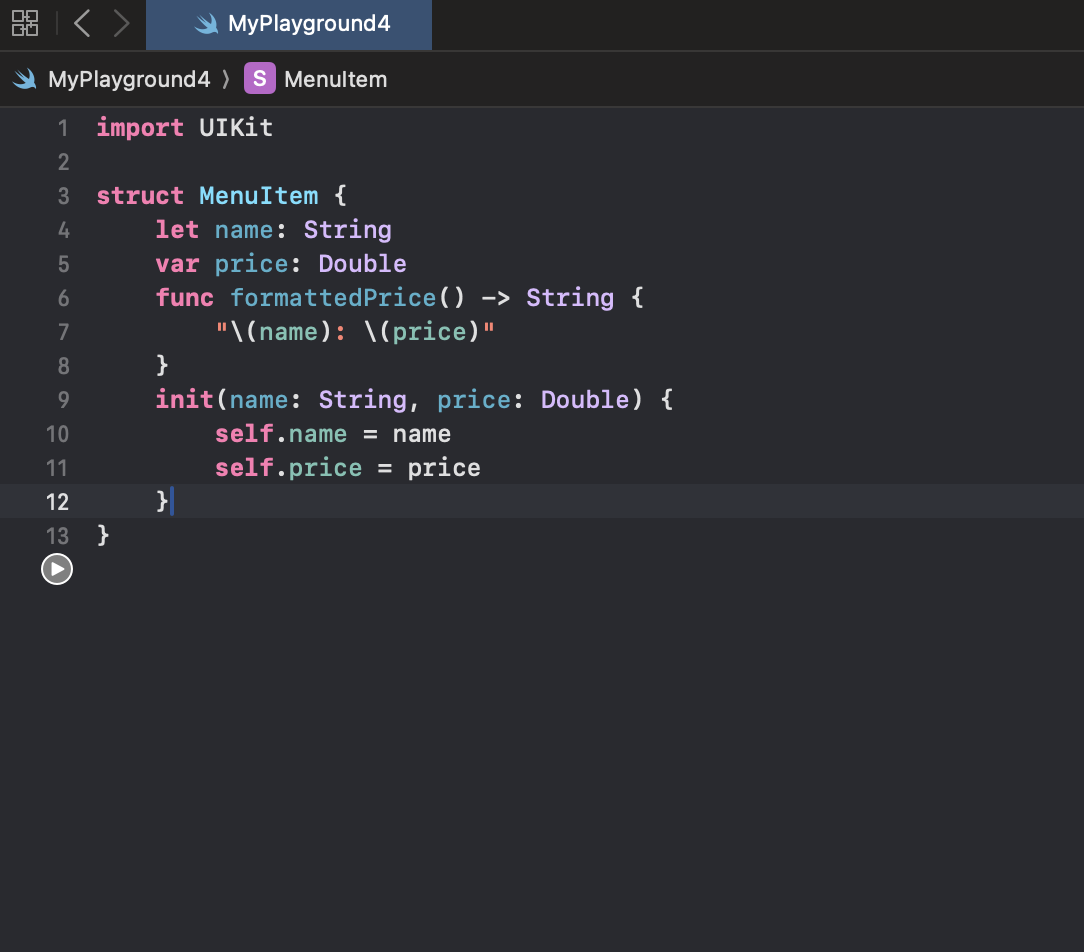 MyPlayground4
MyPlayground4 〉 S MenuItem
1 import UIKit
2
3 struct MenuItem {
4     let name: String
5     var price: Double
6     func formattedPrice() -> String {
7         "\(name): \(price)"
8     }
9     init(name: String, price: Double) {
10         self.name = name
11         self.price = price
12     }
13 }